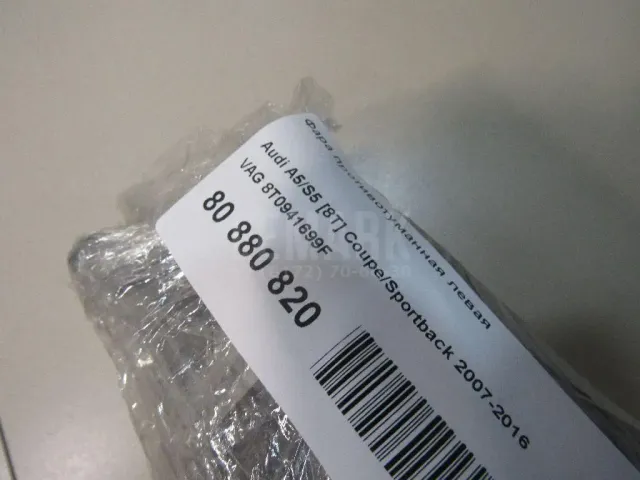 Фара противотуманная левая
Audi A5/S5 [8T] Coupe/Sportback 2007-2016
VAG 8T0941699F
80 880 820